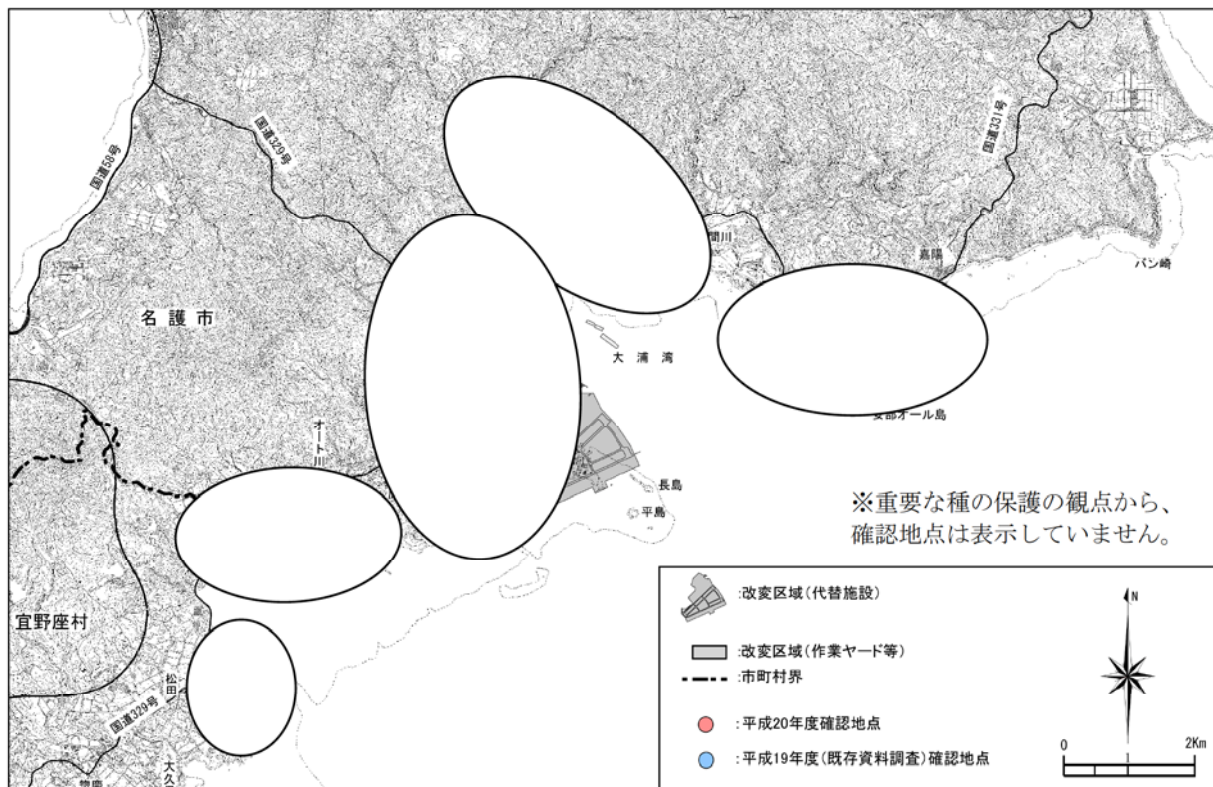 国道58号
国道329号
国道331号
間川
嘉陽
バン崎
名護市
大浦湾
安部オール島
オート川
長島
平島
※重要な種の保護の観点から、
確認地点は表示していません。
宜野座村
松田
国道329号
:改変区域(代替施設)
:改変区域(作業ヤード等)
:市町村界
:平成20年度確認地点
:平成19年度(既存資料調査)確認地点
N
0 2Km
1